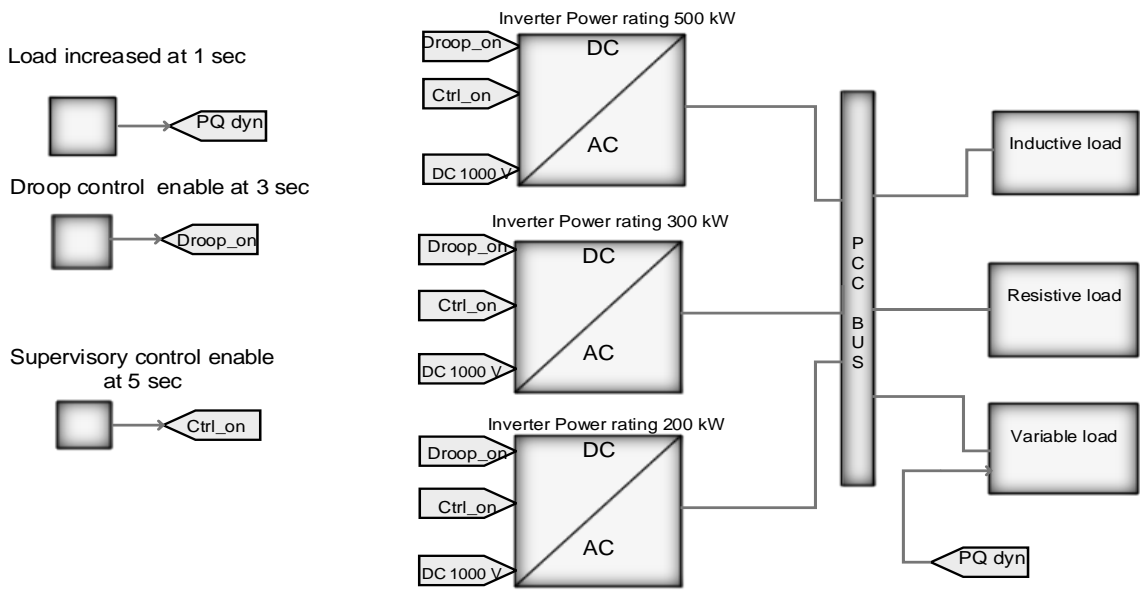 Load increased at 1 sec
PQ dyn
Droop control enable at 3 sec
Droop_on
Supervisory control enable
at 5 sec
Ctrl_on
Inverter Power rating 500 kW
Droop_on
Ctrl_on
DC 1000 V
DC
AC
Inverter Power rating 300 kW
Droop_on
Ctrl_on
DC 1000 V
DC
AC
Inverter Power rating 200 kW
Droop_on
Ctrl_on
DC 1000 V
DC
AC
PCC
BUS
Inductive load
Resistive load
Variable load
PQ dyn